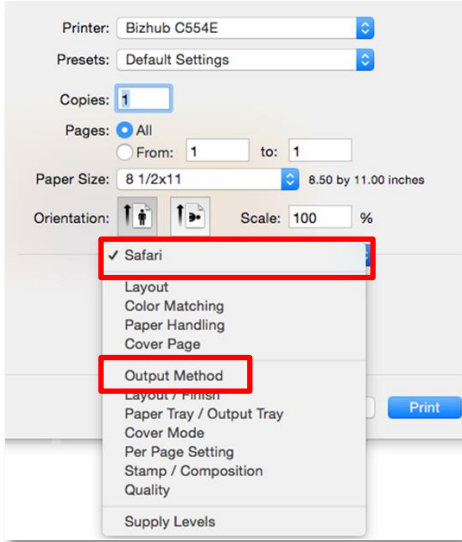 Printer: Bizhub C554E
Presets: Default Settings
Copies: 1
Pages: All
From: 1 to: 1
Paper Size: 8 1/2x11 8.50 by 11.00 inches
Orientation: Scale: 100 %
✓ Safari
Layout
Color Matching
Paper Handling
Cover Page
Output Method
Layout / Finish
Paper Tray / Output Tray
Cover Mode
Per Page Setting
Stamp / Composition
Quality
Supply Levels
Print